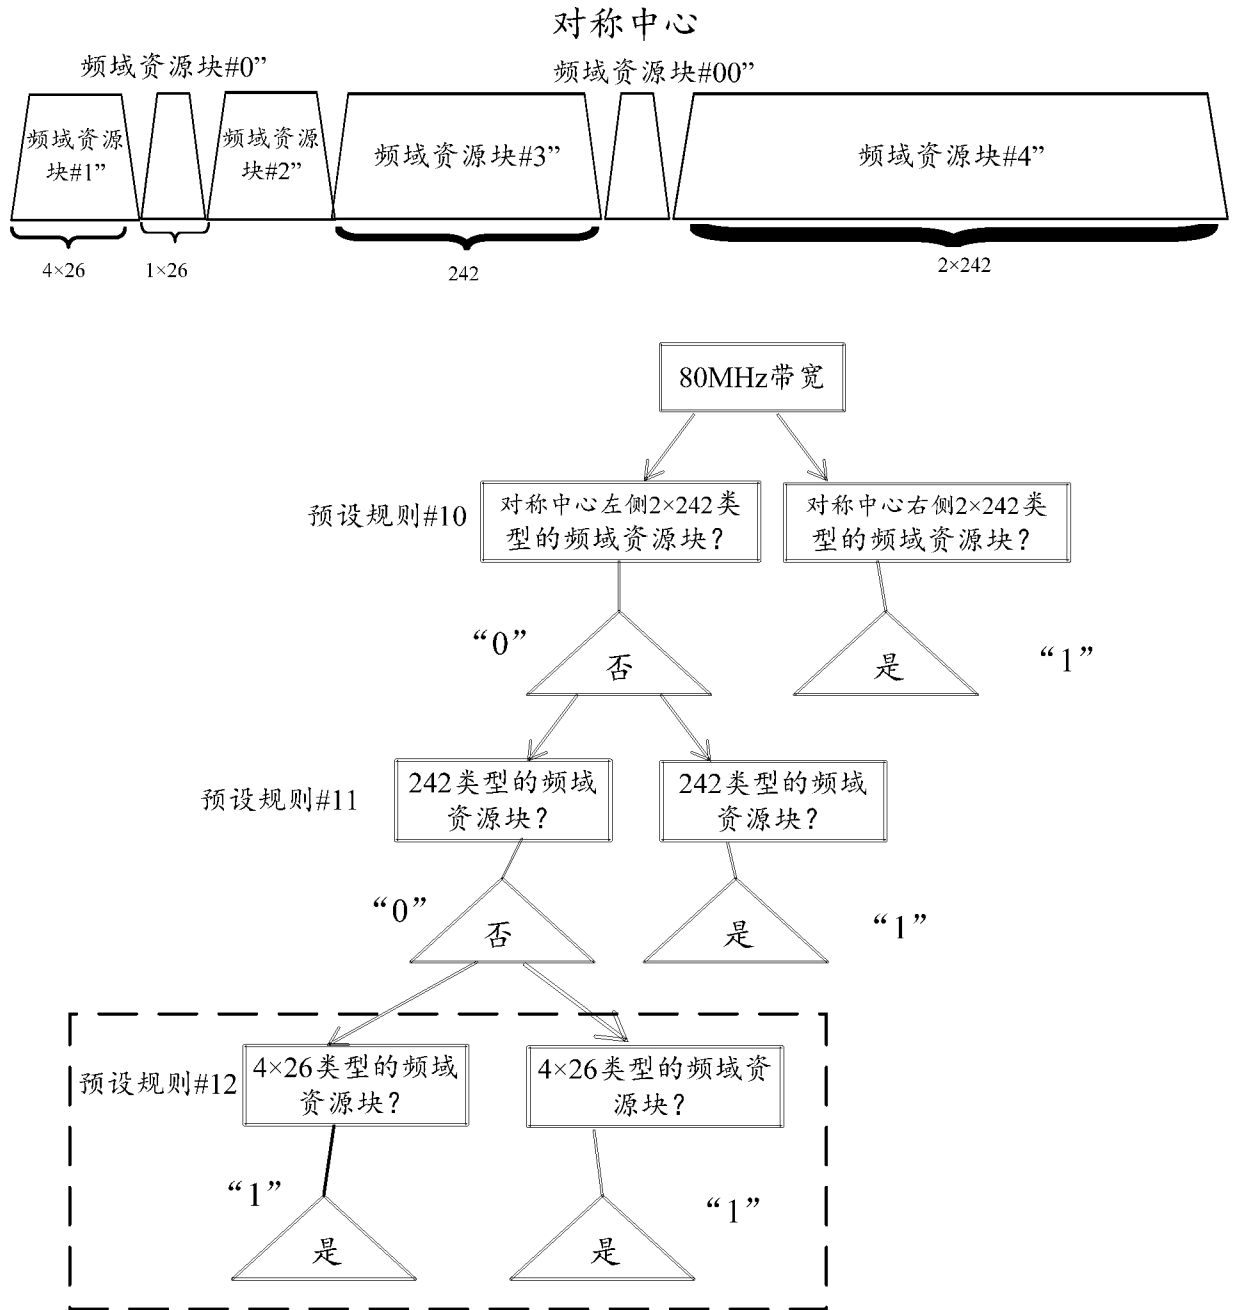 对称中心
频域资源块#0”
频域资源块#00”
频域资源
块#1”
频域资源
块#2”
频域资源块#3”
频域资源块#4”
4×26
1×26
242
2×242
80MHz带宽
预设规则#10
对称中心左侧2×242类
型的频域资源块？
对称中心右侧2×242类
型的频域资源块？
“0”
否
是
“1”
预设规则#11
242类型的频域
资源块？
242类型的频域
资源块？
“0”
否
是
“1”
预设规则#12
4×26类型的频域
资源块？
4×26类型的频域资
源块？
“1”
是
“1”
是